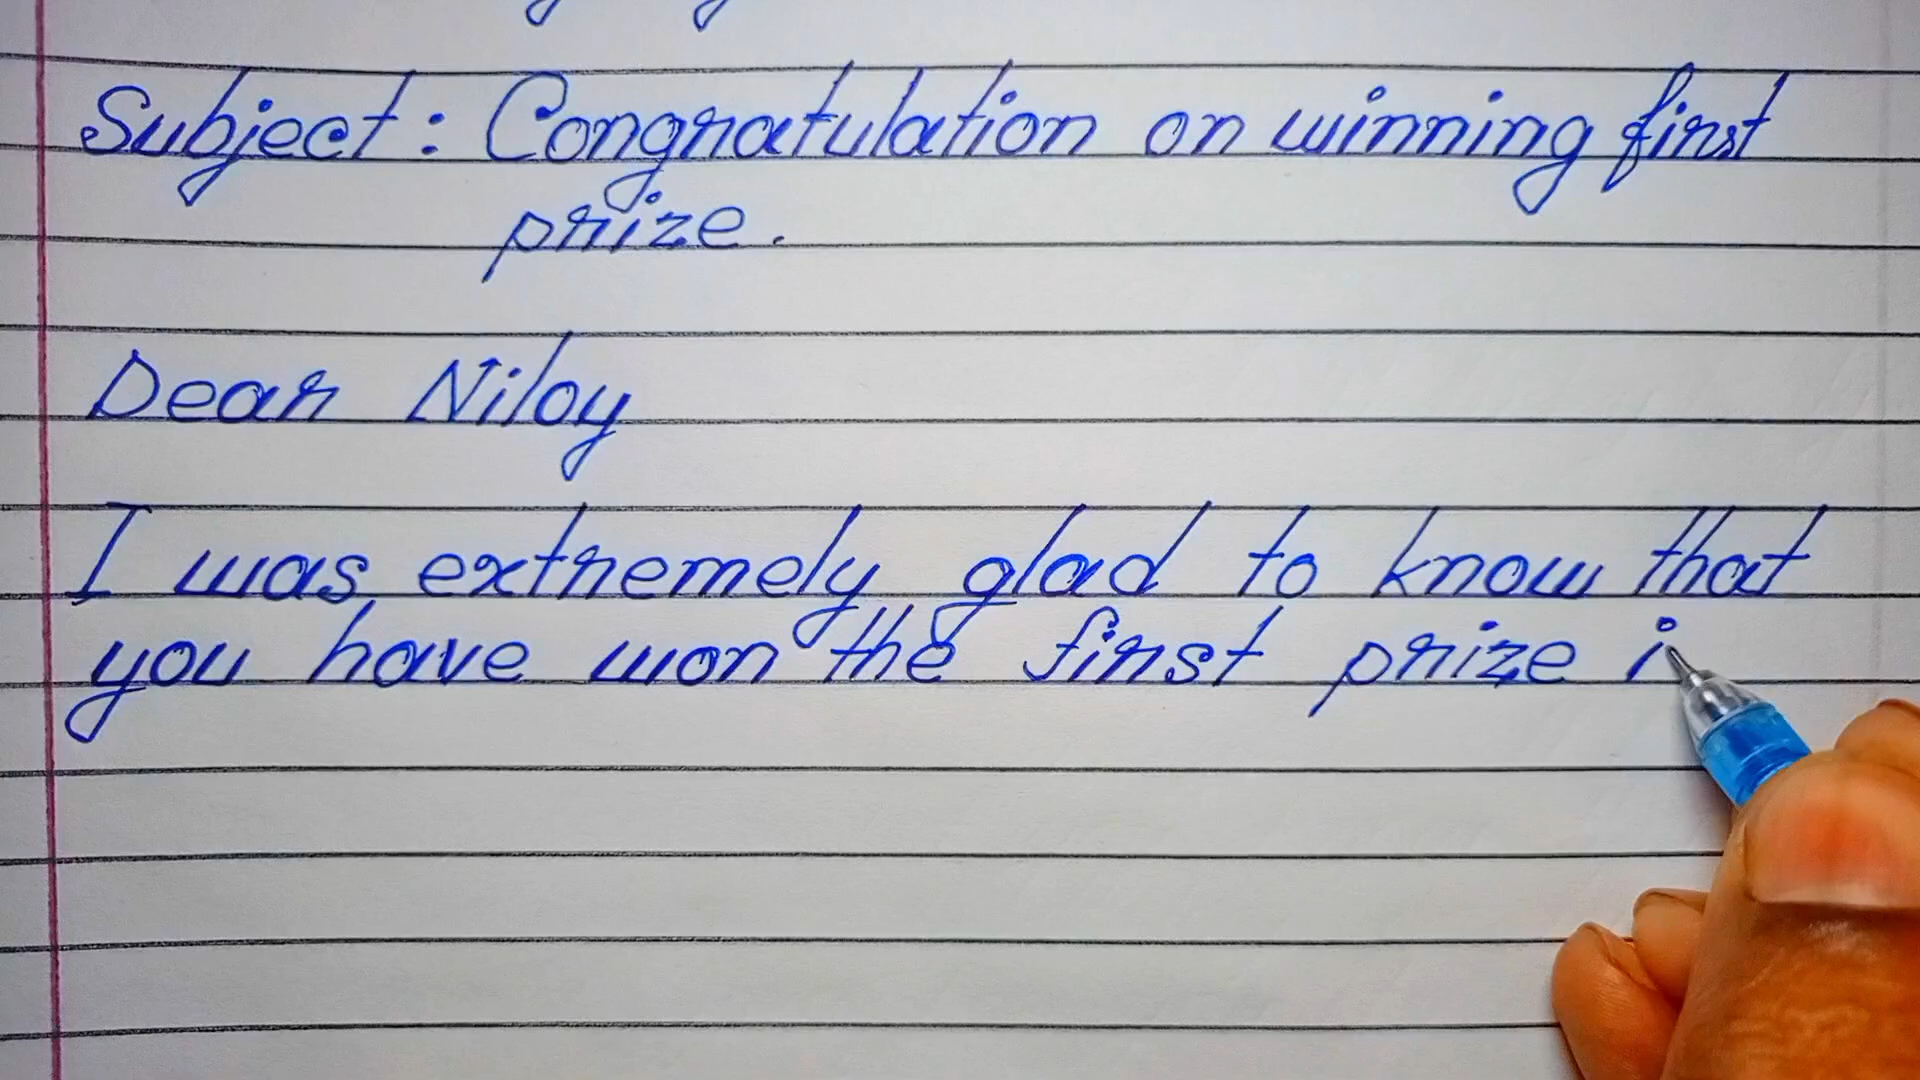 Subject: Congratulation on winning first
prize.
Dear Niloy
I was extremely glad to know that
you have won the first prize i